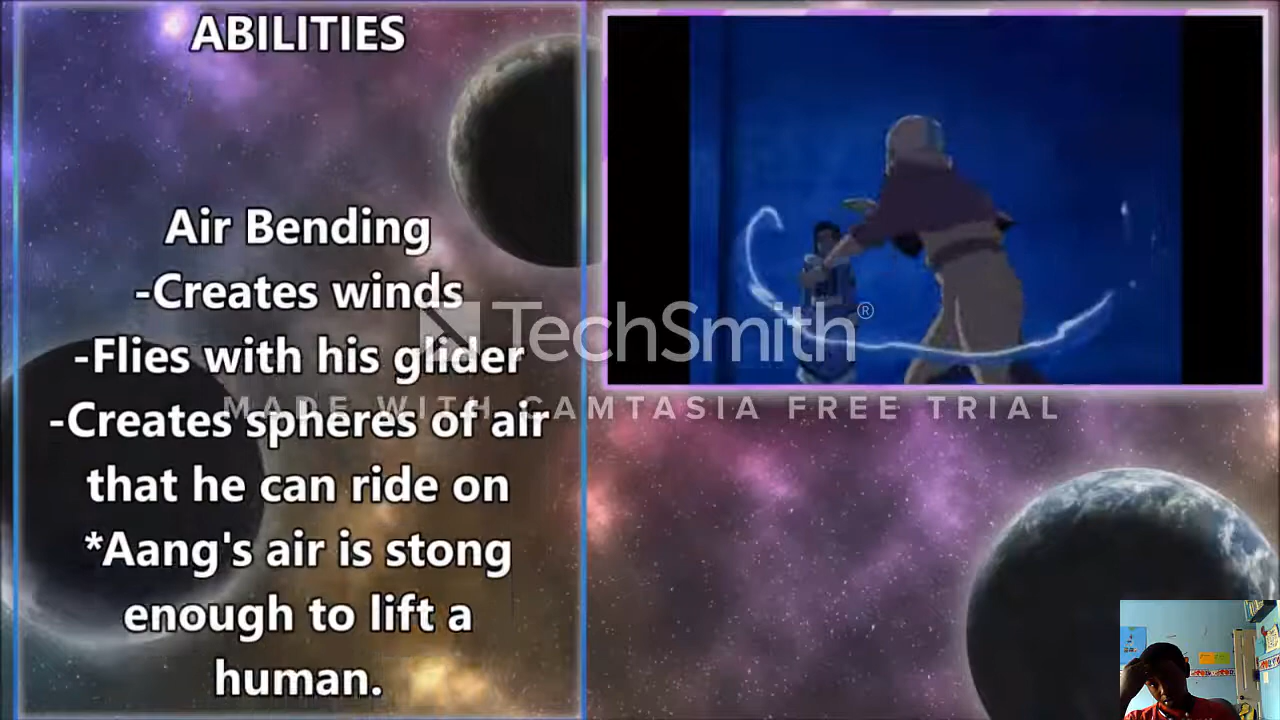 ABILITIES
Air Bending
-Creates winds
-Flies with his glider
-Creates spheres of air
that he can ride on
*Aang's air is stong
enough to lift a
human.
TechSmith®
MADE WITH CAMTASIA FREE TRIAL